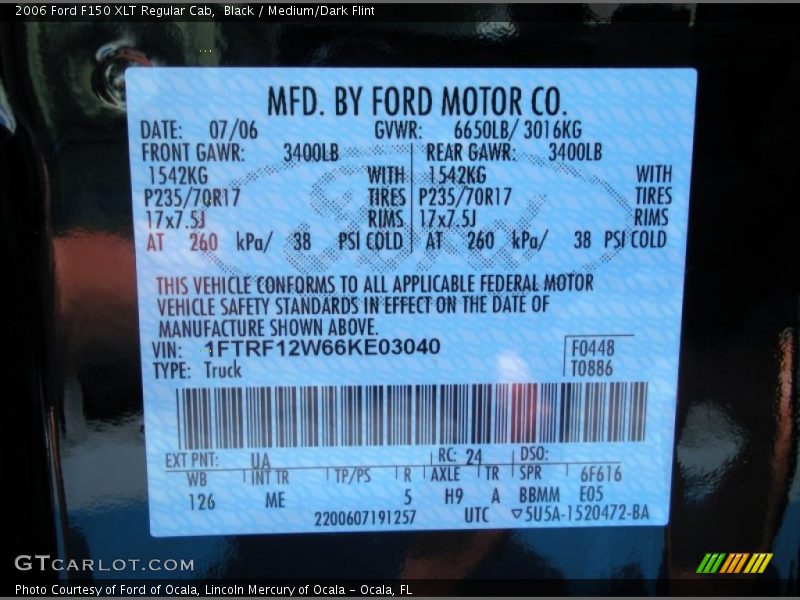 2006 Ford F150 XLT Regular Cab,  Black / Medium/Dark Flint
MFD. BY FORD MOTOR CO.
DATE: 07/06 GVWR: 6650LB/ 3016KG
FRONT GAWR: 3400LB REAR GAWR: 3400LB
1542KG WITH 1542KG WITH
P235/70R17 TIRES P235/70R17 TIRES
17x7.5J RIMS 17x7.5J RIMS
AT 260 kPa/ 38 PSI COLD AT 260 kPa/ 38 PSI COLD
THIS VEHICLE CONFORMS TO ALL APPLICABLE FEDERAL MOTOR
VEHICLE SAFETY STANDARDS IN EFFECT ON THE DATE OF
MANUFACTURE SHOWN ABOVE.
VIN: 1FTRF12W66KE03040 F0448
TYPE: Truck T0886
EXT PNT: UA RC: 24 DSO:
WB INT TR TP/PS R AXLE TR SPR 6F616
126 ME 5 H9 A BBMM E05
2200607191257 UTC ▽5U5A-1520472-BA
Ford
GTCARLOT.COM
Photo Courtesy of Ford of Ocala, Lincoln Mercury of Ocala – Ocala, FL